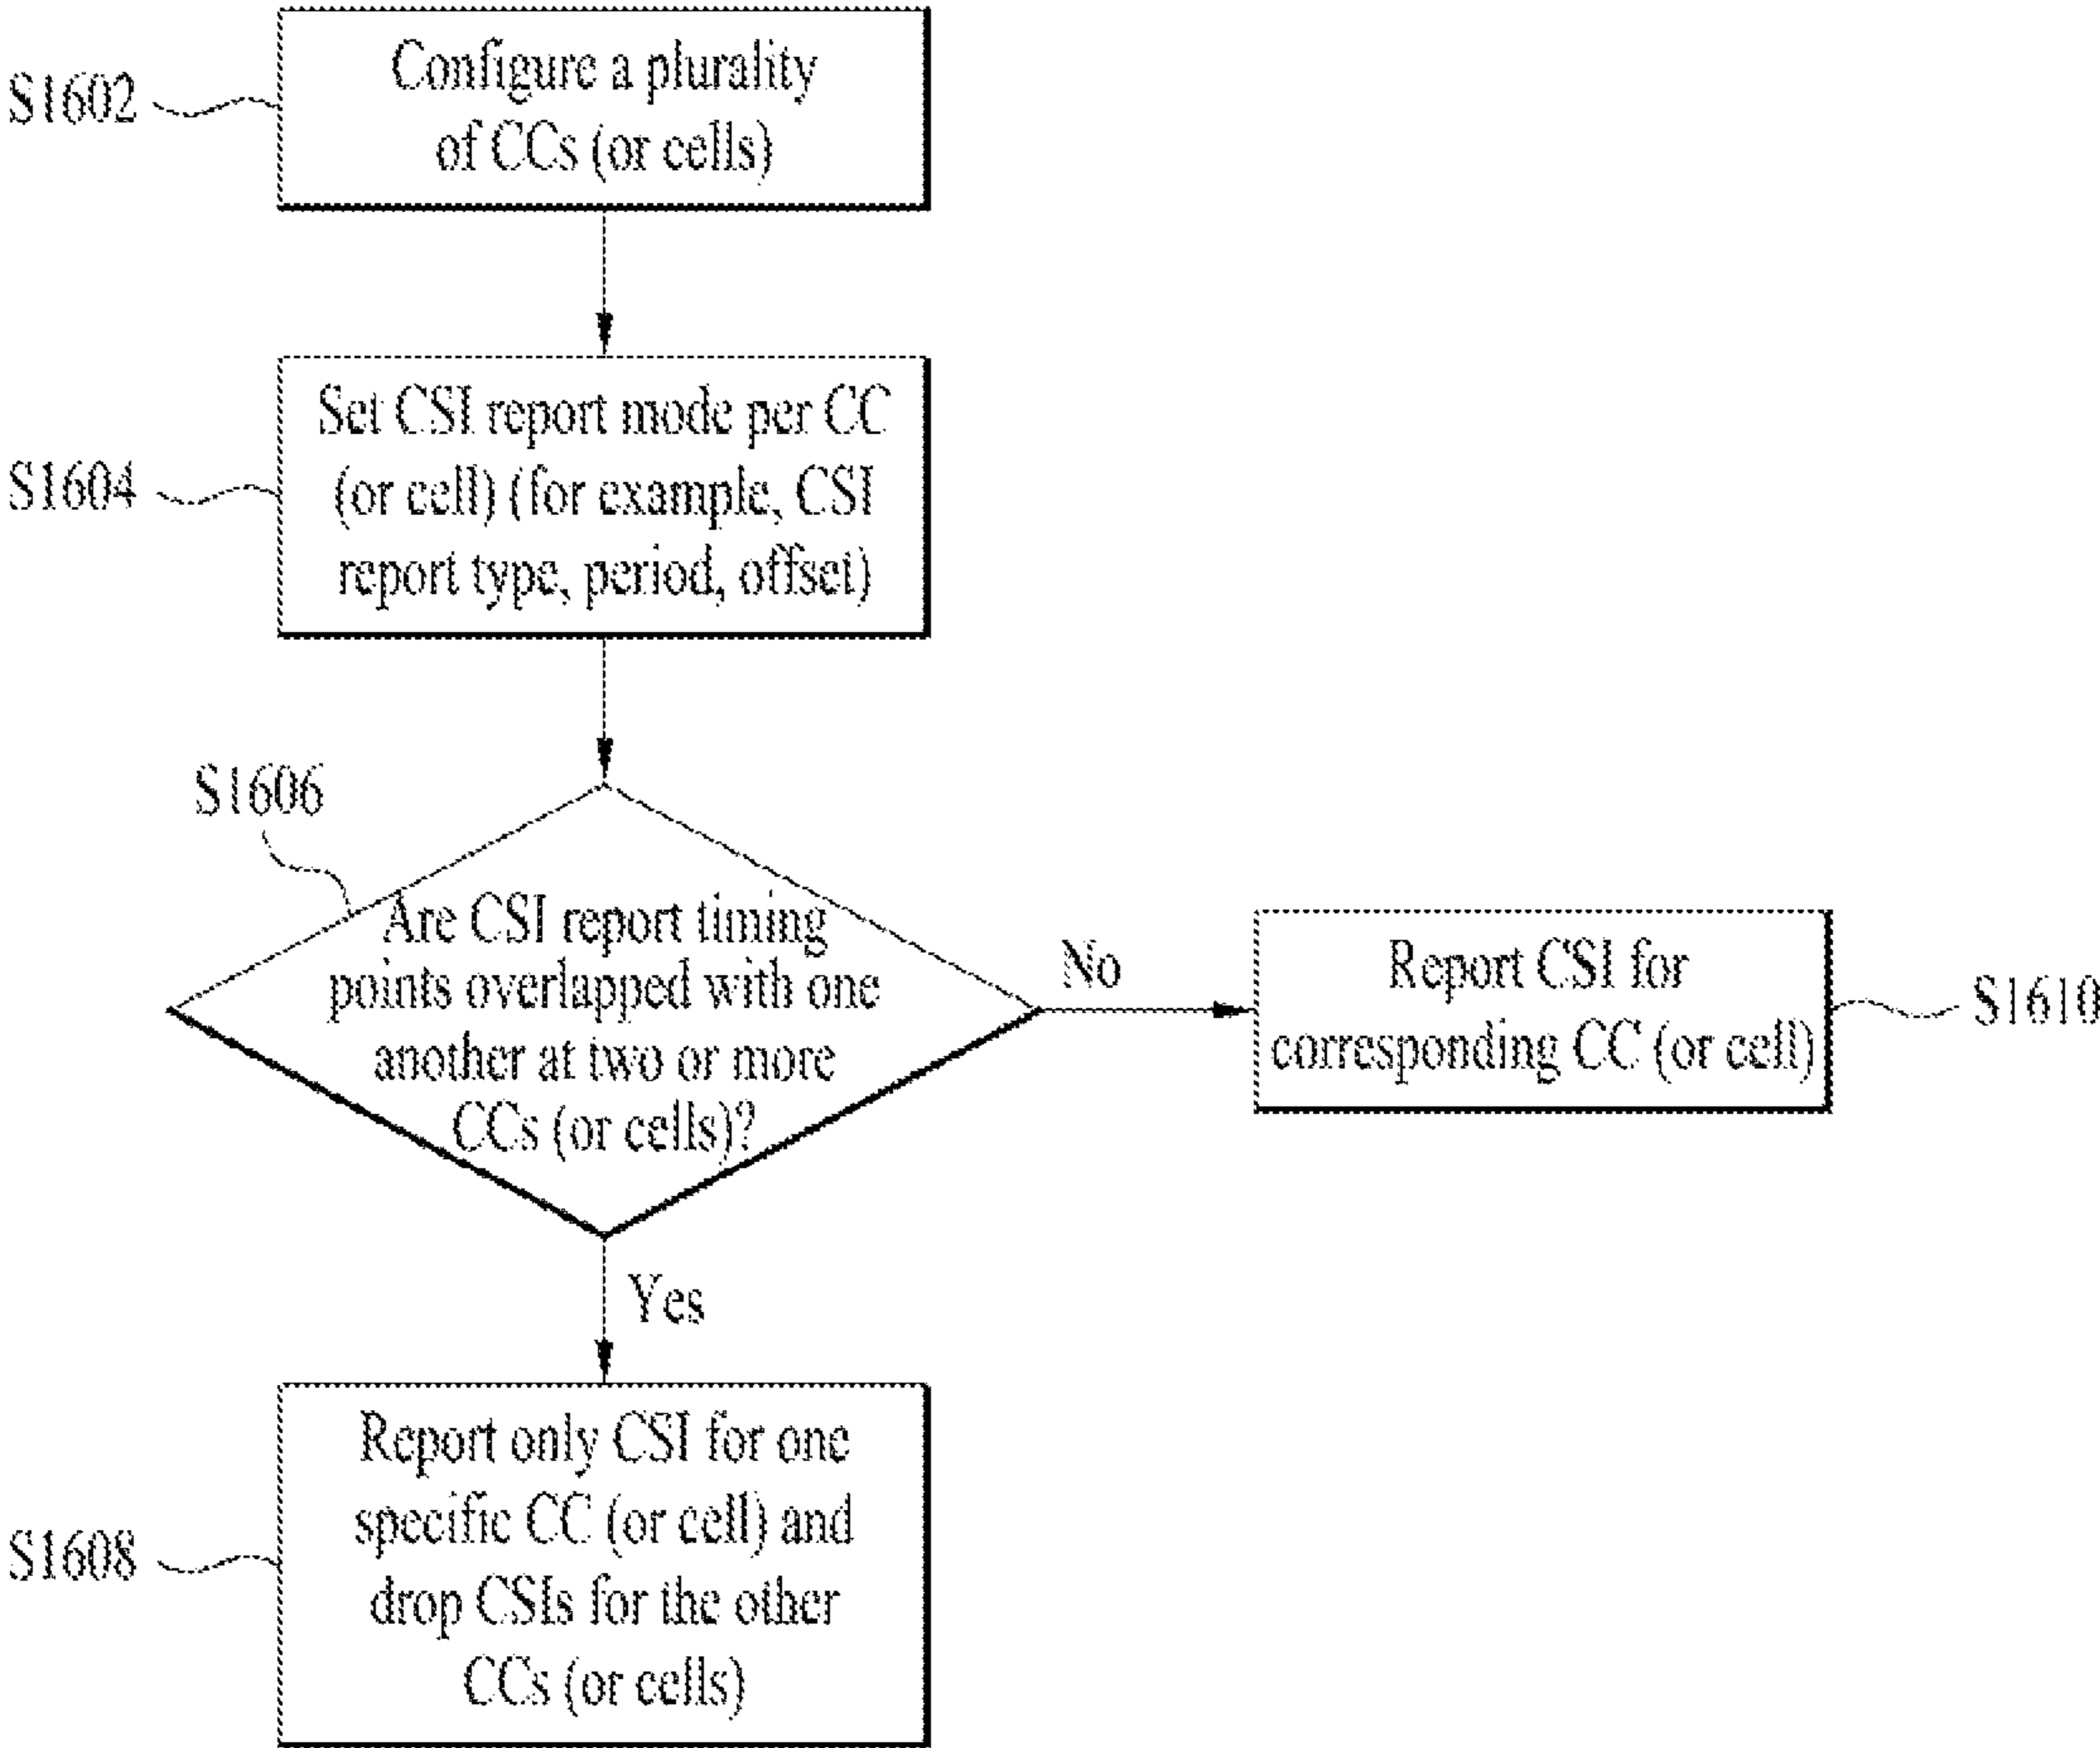 S1602
Configure a plurality
of CCs (or cells)
S1604
Set CSI report mode per CC
(or cell) (for example, CSI
report type, period, offset)
S1606
Are CSI report timing
points overlapped with one
another at two or more
CCs (or cells)?
No
Report CSI for
corresponding CC (or cell)
S1610
Yes
S1608
Report only CSI for one
specific CC (or cell) and
drop CSIs for the other
CCs (or cells)